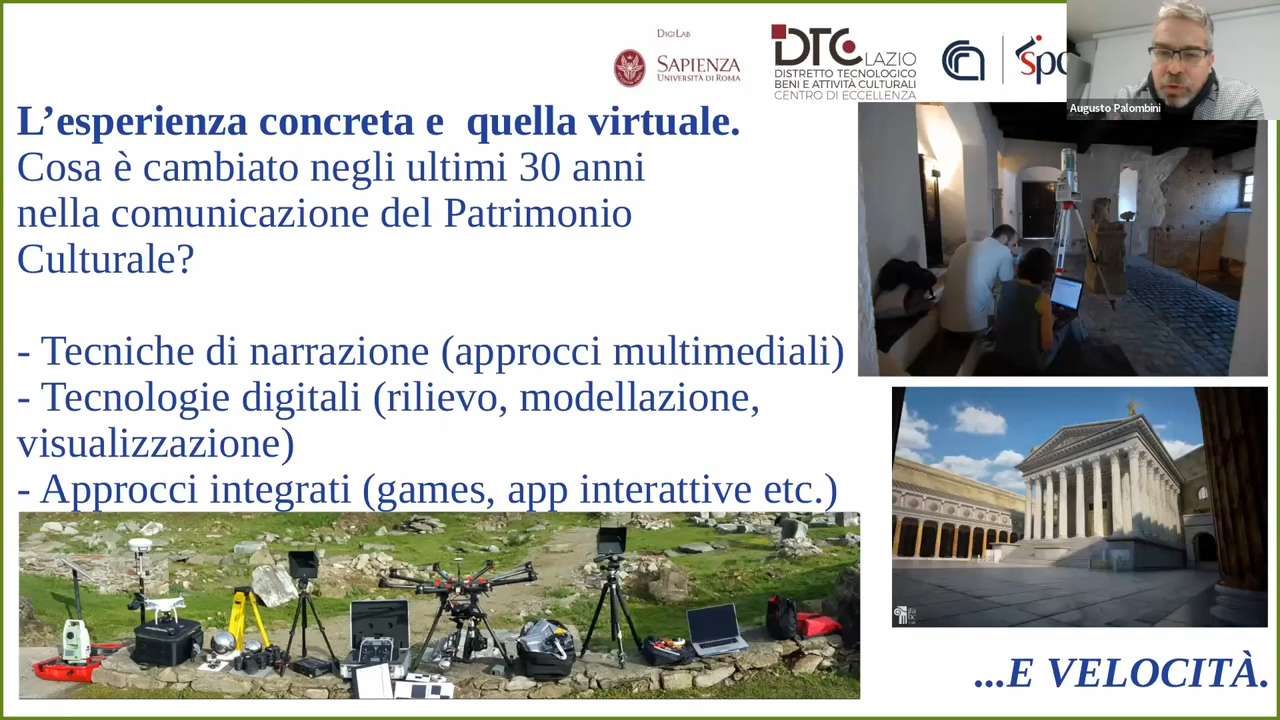 DIGILAB
SAPIENZA
UNIVERSITÀ DI ROMA
DTC LAZIO
DISTRETTO TECNOLOGICO
BENI E ATTIVITÀ CULTURALI
CENTRO DI ECCELLENZA
Augusto Palombini
L’esperienza concreta e  quella virtuale.
Cosa è cambiato negli ultimi 30 anni
nella comunicazione del Patrimonio
Culturale?
- Tecniche di narrazione (approcci multimediali)
- Tecnologie digitali (rilievo, modellazione,
visualizzazione)
- Approcci integrati (games, app interattive etc.)
...E VELOCITÀ.